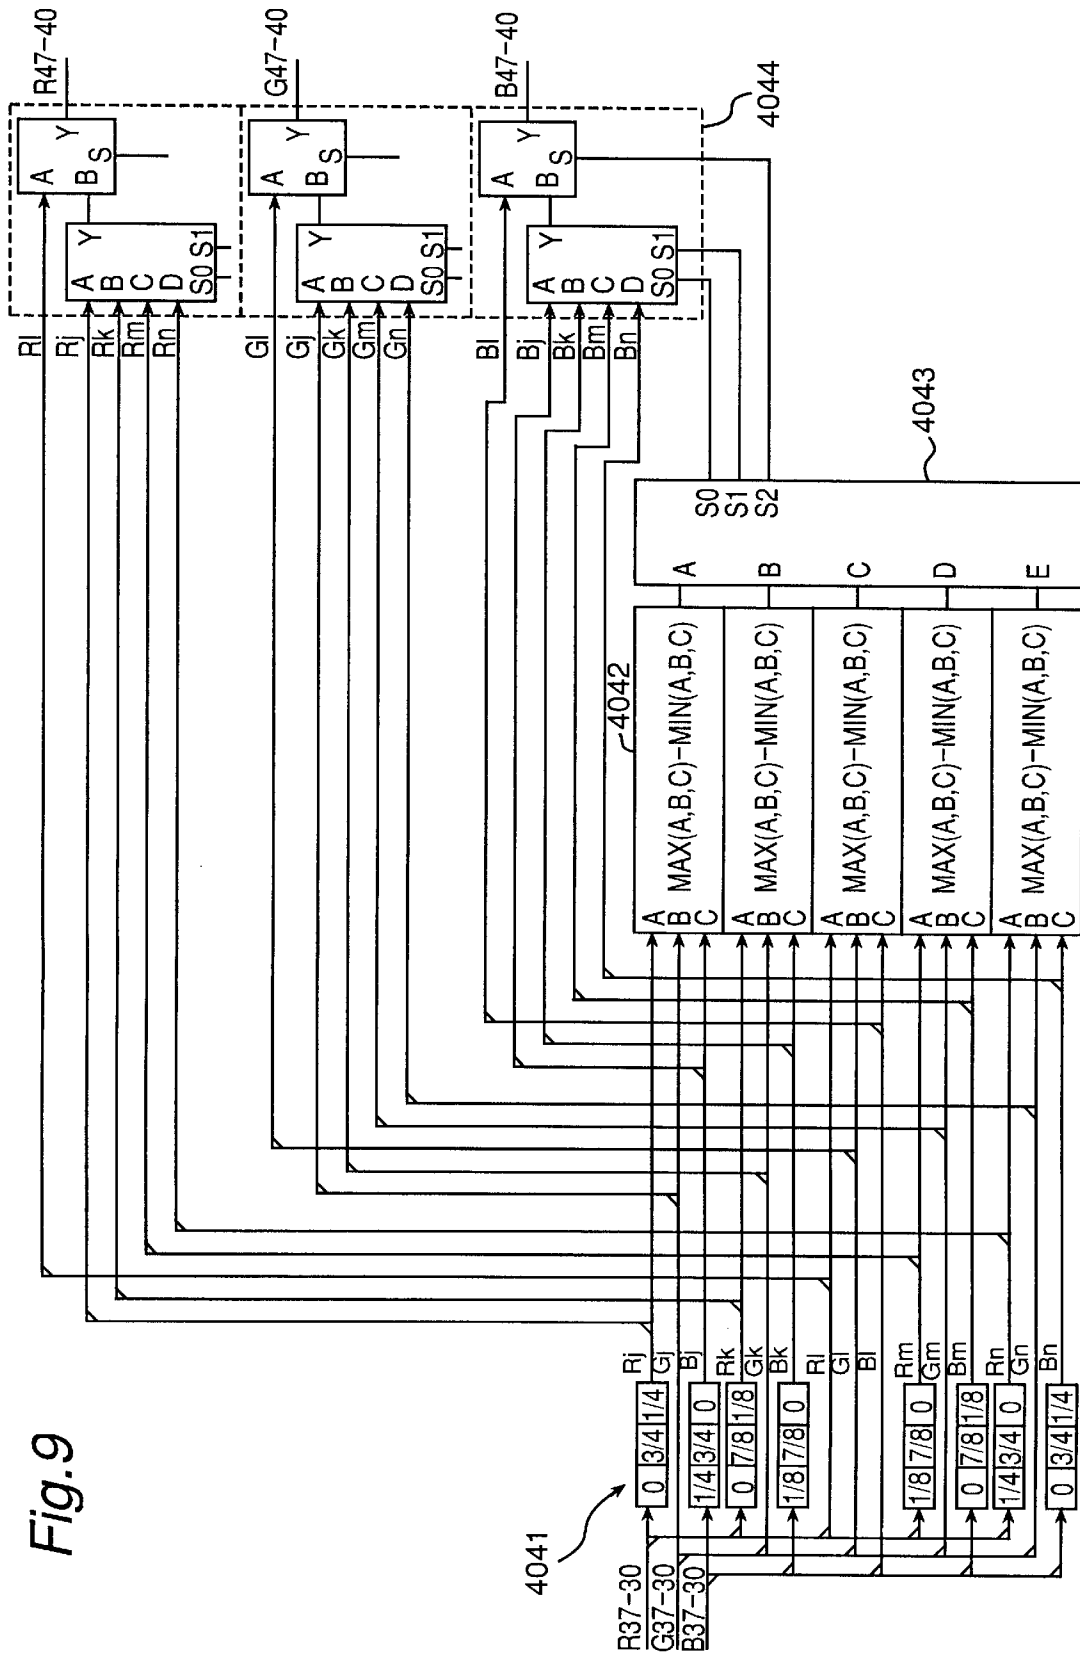 Fig.9
R47-40
G47-40
B47-40
A
Y
B
S
A
Y
B
S
A
Y
B
S
Y
A
B
C
D
S0 S1
Y
A
B
C
D
S0 S1
Y
A
B
C
D
S0 S1
4044
Rl
Rj
Rk
Rm
Rn
Gl
Gj
Gk
Gm
Gn
Bl
Bj
Bk
Bm
Bn
4043
S0
S1
S2
A
B
C
D
E
4042
A
B MAX(A,B,C)-MIN(A,B,C)
C
A
B MAX(A,B,C)-MIN(A,B,C)
C
A
B MAX(A,B,C)-MIN(A,B,C)
C
A
B MAX(A,B,C)-MIN(A,B,C)
C
A
B MAX(A,B,C)-MIN(A,B,C)
C
4041
R37-30
G37-30
B37-30
0 3/4 1/4
1/4 3/4 0
0 7/8 1/8
1/8 7/8 0
1/8 7/8 0
0 7/8 1/8
1/4 3/4 0
0 3/4 1/4
Rj
Gj
Bj
Rk
Gk
Bk
Rl
Gl
Bl
Rm
Gm
Bm
Rn
Gn
Bn